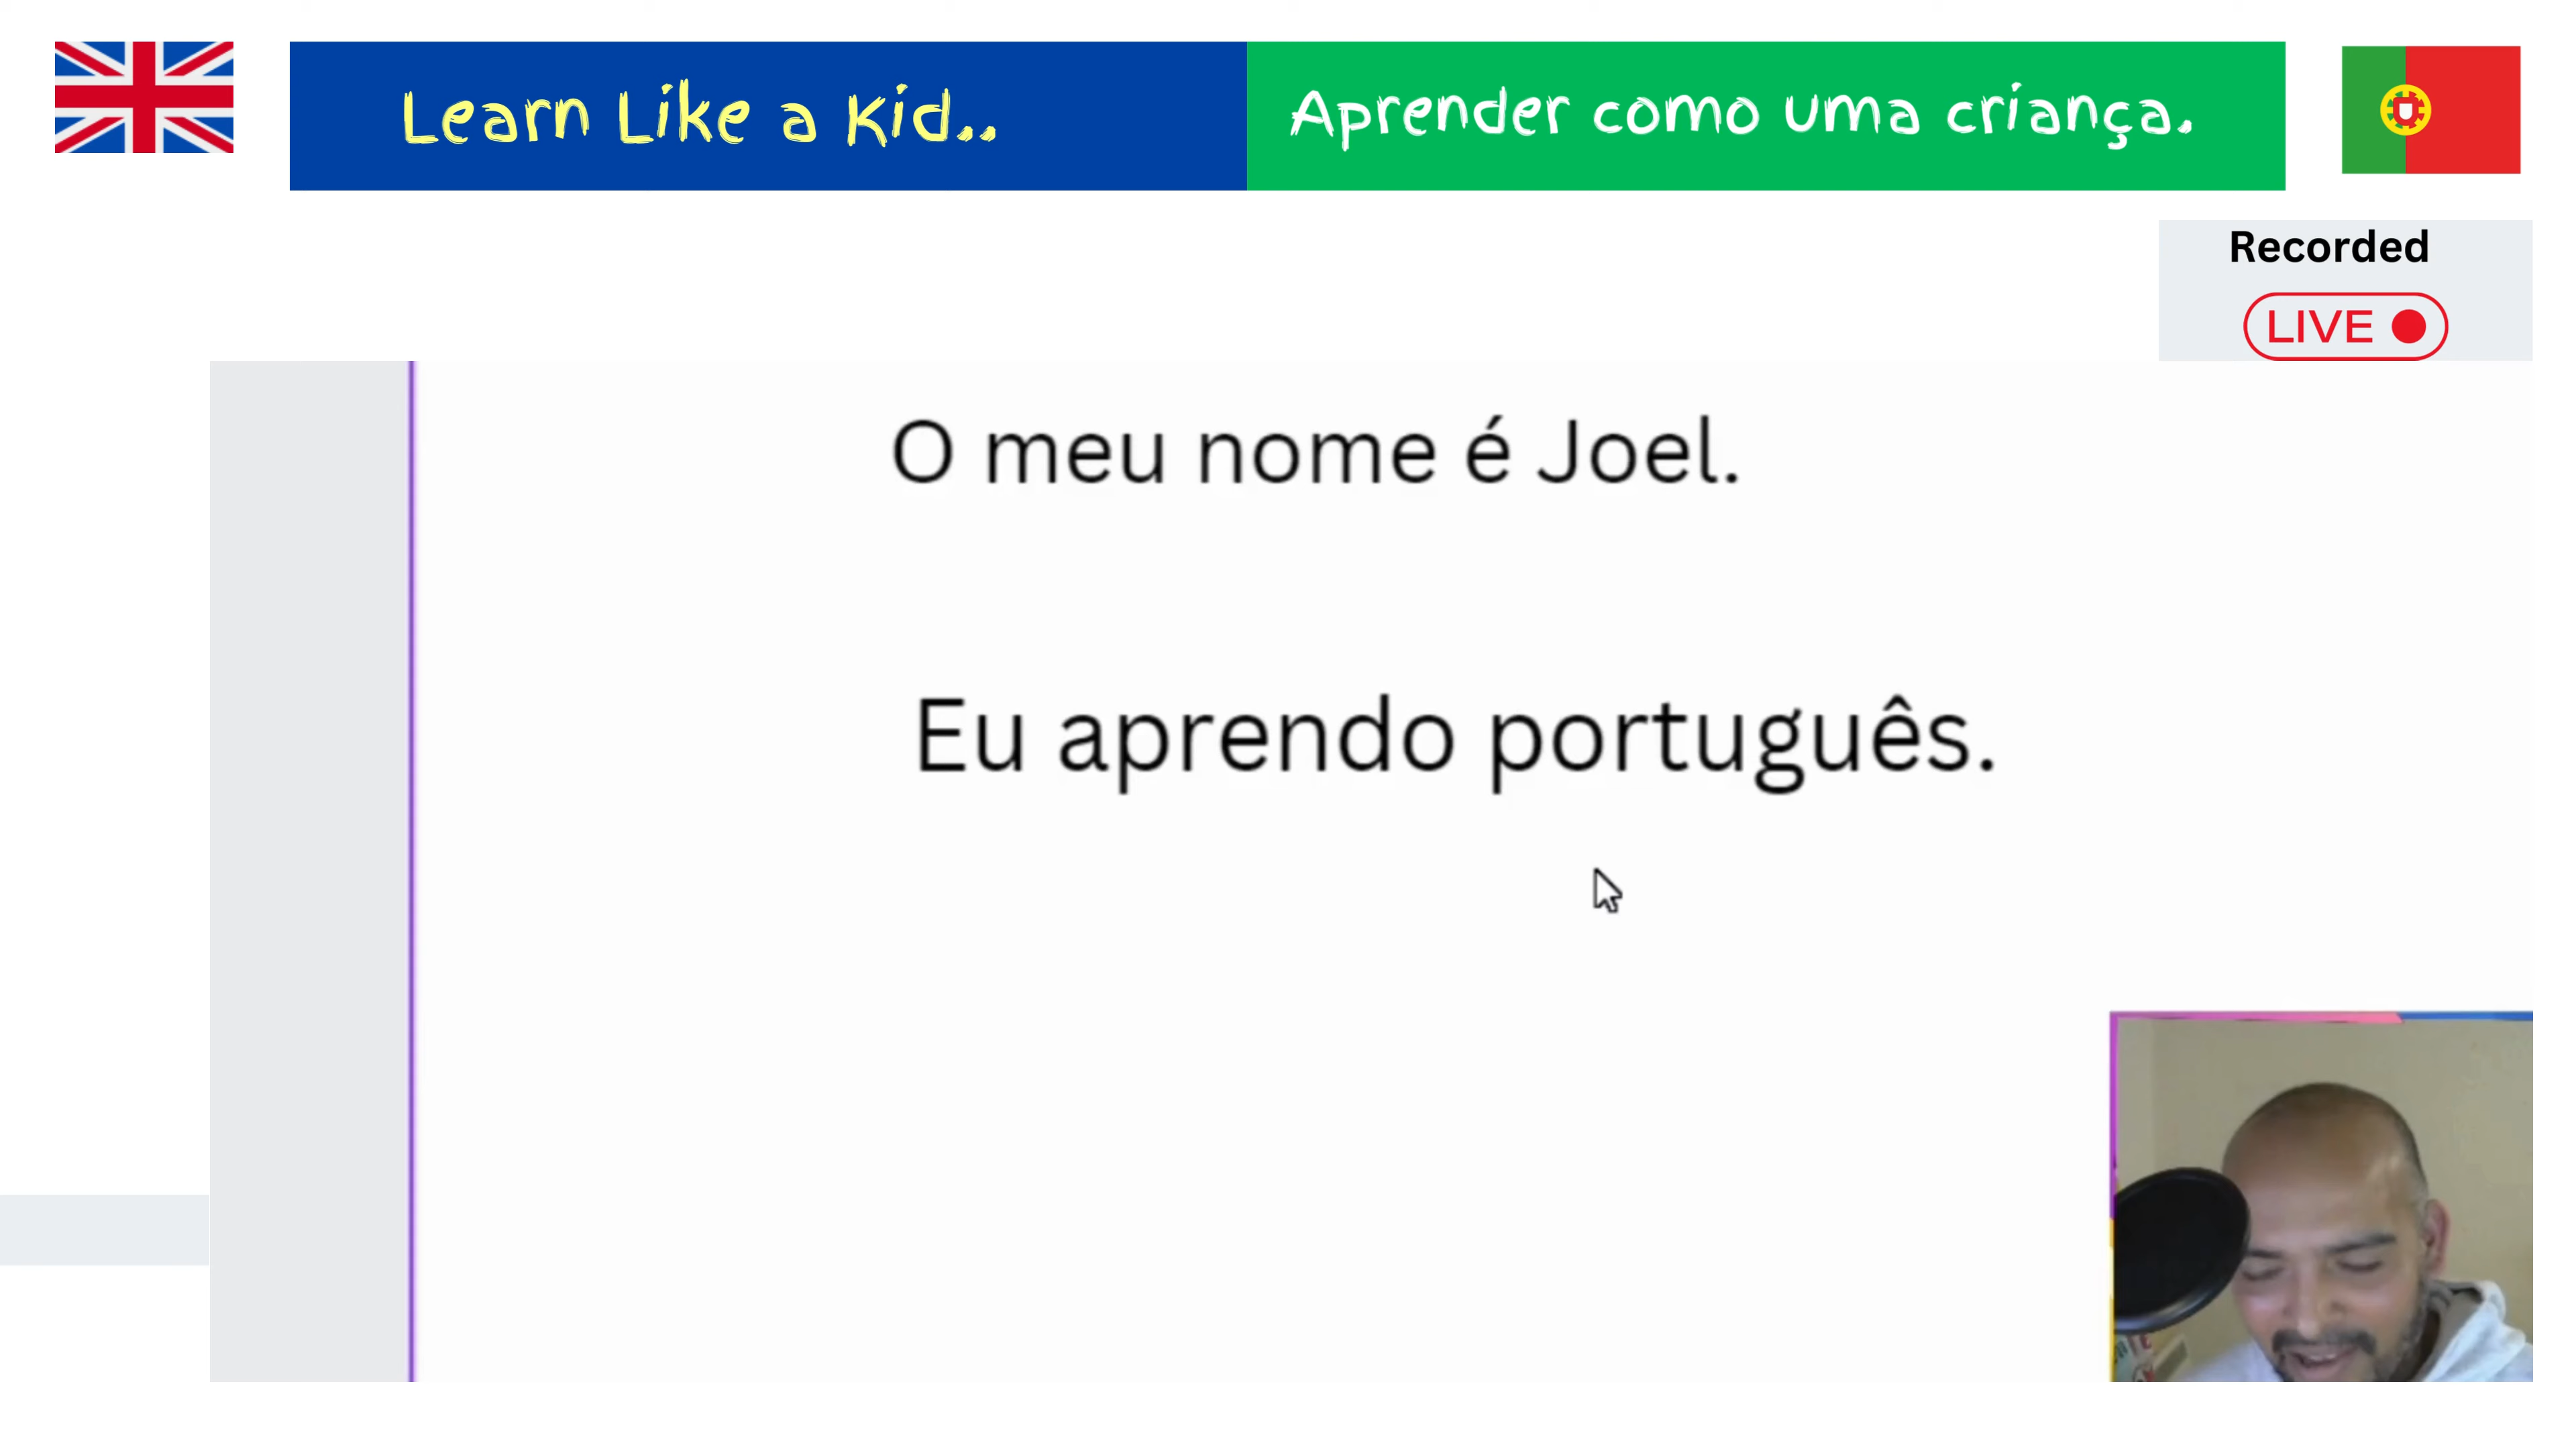 Learn Like a Kid..
Aprender como uma criança.
Recorded
LIVE
O meu nome é Joel.
Eu aprendo português.